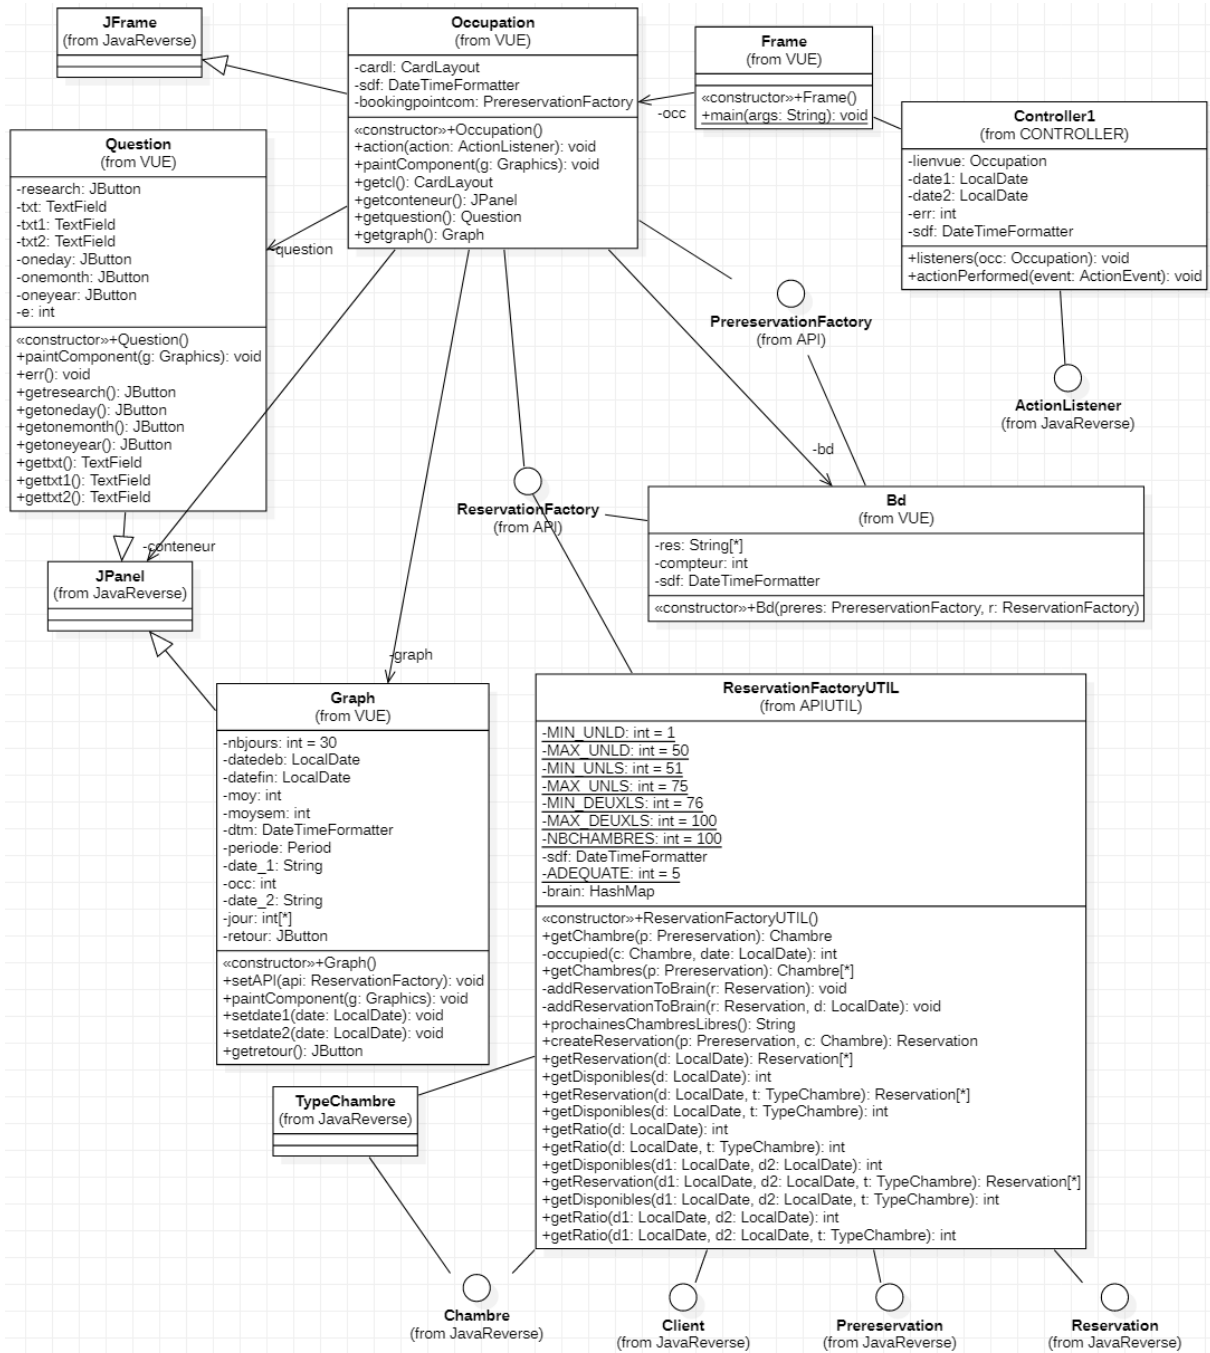 JFrame
(from JavaReverse)
Occupation
(from VUE)
-cardl: CardLayout
-sdf: DateTimeFormatter
-bookingpointcom: PrereservationFactory
«constructor»+Occupation()
+action(action: ActionListener): void
+paintComponent(g: Graphics): void
+getcl(): CardLayout
+getconteneur(): JPanel
+getquestion(): Question
+getgraph(): Graph
Frame
(from VUE)
«constructor»+Frame()
+main(args: String): void
-occ
Controller1
(from CONTROLLER)
-lienvue: Occupation
-date1: LocalDate
-date2: LocalDate
-err: int
-sdf: DateTimeFormatter
+listeners(occ: Occupation): void
+actionPerformed(event: ActionEvent): void
Question
(from VUE)
-research: JButton
-txt: TextField
-txt1: TextField
-txt2: TextField
-oneday: JButton
-onemonth: JButton
-oneyear: JButton
-e: int
«constructor»+Question()
+paintComponent(g: Graphics): void
+err(): void
+getresearch(): JButton
+getoneday(): JButton
+getonemonth(): JButton
+getoneyear(): JButton
+gettxt(): TextField
+gettxt1(): TextField
+gettxt2(): TextField
-question
PrereservationFactory
(from API)
ActionListener
(from JavaReverse)
-bd
ReservationFactory
(from API)
Bd
(from VUE)
-res: String[*]
-compteur: int
-sdf: DateTimeFormatter
«constructor»+Bd(preres: PrereservationFactory, r: ReservationFactory)
-conteneur
JPanel
(from JavaReverse)
-graph
Graph
(from VUE)
-nbjours: int = 30
-datedeb: LocalDate
-datefin: LocalDate
-moy: int
-moysem: int
-dtm: DateTimeFormatter
-periode: Period
-date_1: String
-occ: int
-date_2: String
-jour: int[*]
-retour: JButton
«constructor»+Graph()
+setAPI(api: ReservationFactory): void
+paintComponent(g: Graphics): void
+setdate1(date: LocalDate): void
+setdate2(date: LocalDate): void
+getretour(): JButton
ReservationFactoryUTIL
(from APIUTIL)
-MIN_UNLD: int = 1
-MAX_UNLD: int = 50
-MIN_UNLS: int = 51
-MAX_UNLS: int = 75
-MIN_DEUXLS: int = 76
-MAX_DEUXLS: int = 100
-NBCHAMBRES: int = 100
-sdf: DateTimeFormatter
-ADEQUATE: int = 5
-brain: HashMap
«constructor»+ReservationFactoryUTIL()
+getChambre(p: Prereservation): Chambre
-occupied(c: Chambre, date: LocalDate): int
+getChambres(p: Prereservation): Chambre[*]
-addReservationToBrain(r: Reservation): void
-addReservationToBrain(r: Reservation, d: LocalDate): void
+prochainesChambresLibres(): String
+createReservation(p: Prereservation, c: Chambre): Reservation
+getReservation(d: LocalDate): Reservation[*]
+getDisponibles(d: LocalDate): int
+getReservation(d: LocalDate, t: TypeChambre): Reservation[*]
+getDisponibles(d: LocalDate, t: TypeChambre): int
+getRatio(d: LocalDate): int
+getRatio(d: LocalDate, t: TypeChambre): int
+getDisponibles(d1: LocalDate, d2: LocalDate): int
+getReservation(d1: LocalDate, d2: LocalDate, t: TypeChambre): Reservation[*]
+getDisponibles(d1: LocalDate, d2: LocalDate, t: TypeChambre): int
+getRatio(d1: LocalDate, d2: LocalDate): int
+getRatio(d1: LocalDate, d2: LocalDate, t: TypeChambre): int
TypeChambre
(from JavaReverse)
Chambre
(from JavaReverse)
Client
(from JavaReverse)
Prereservation
(from JavaReverse)
Reservation
(from JavaReverse)